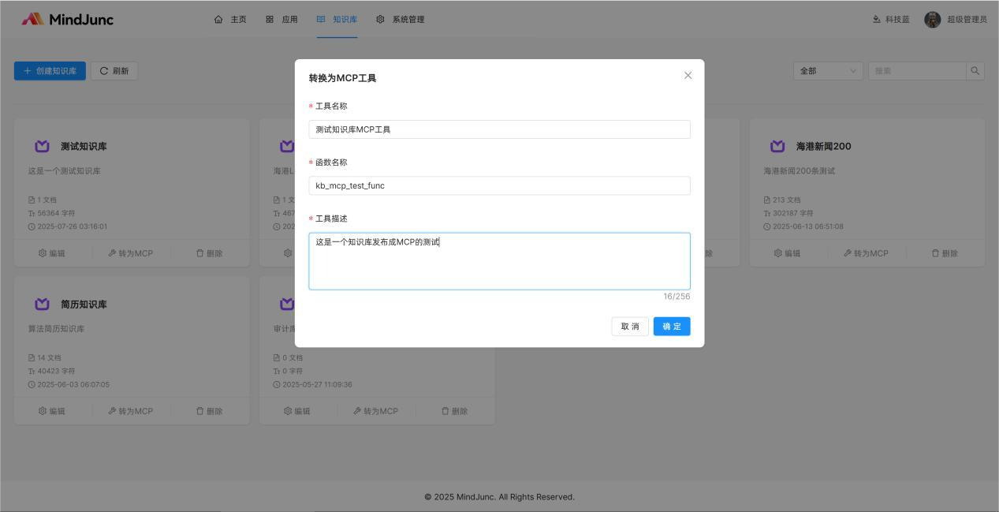 MindJunc
主页
应用
知识库
系统管理
科技蓝
超级管理员
创建知识库
刷新
全部
搜索
转换为MCP工具
* 工具名称
测试知识库MCP工具
* 函数名称
kb_mcp_test_func
* 工具描述
这是一个知识库发布成MCP的测试
16/256
取 消
确 定
测试知识库
这是一个测试知识库
1 文档
56364 字符
2025-07-26 03:16:01
编辑
转为MCP
删除
海港L
1 文
467
202
除
海港新闻200
海港新闻200条测试
213 文档
302187 字符
2025-06-13 06:51:08
编辑
转为MCP
删除
简历知识库
算法简历知识库
14 文档
40423 字符
2025-06-03 06:07:05
编辑
转为MCP
删除
审计库
0 文档
0 字符
2025-05-27 11:09:36
编辑
转为MCP
删除
© 2025 MindJunc. All Rights Reserved.